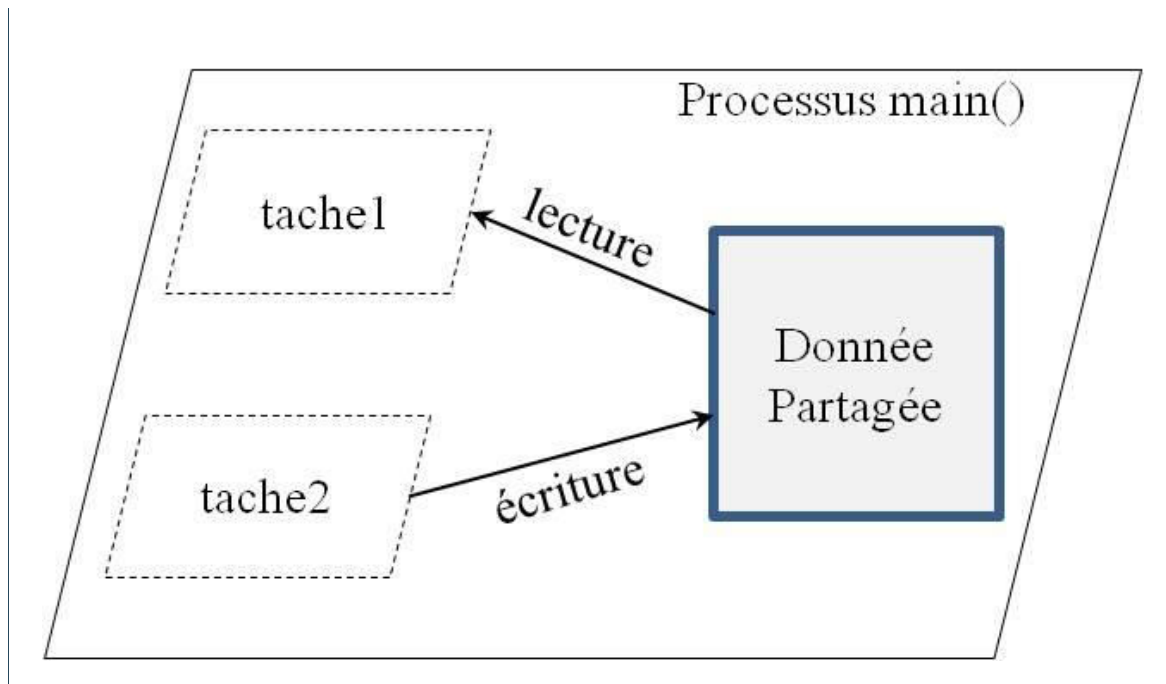 Processus main()
tache1
lecture
Donnée
Partagée
tache2
écriture